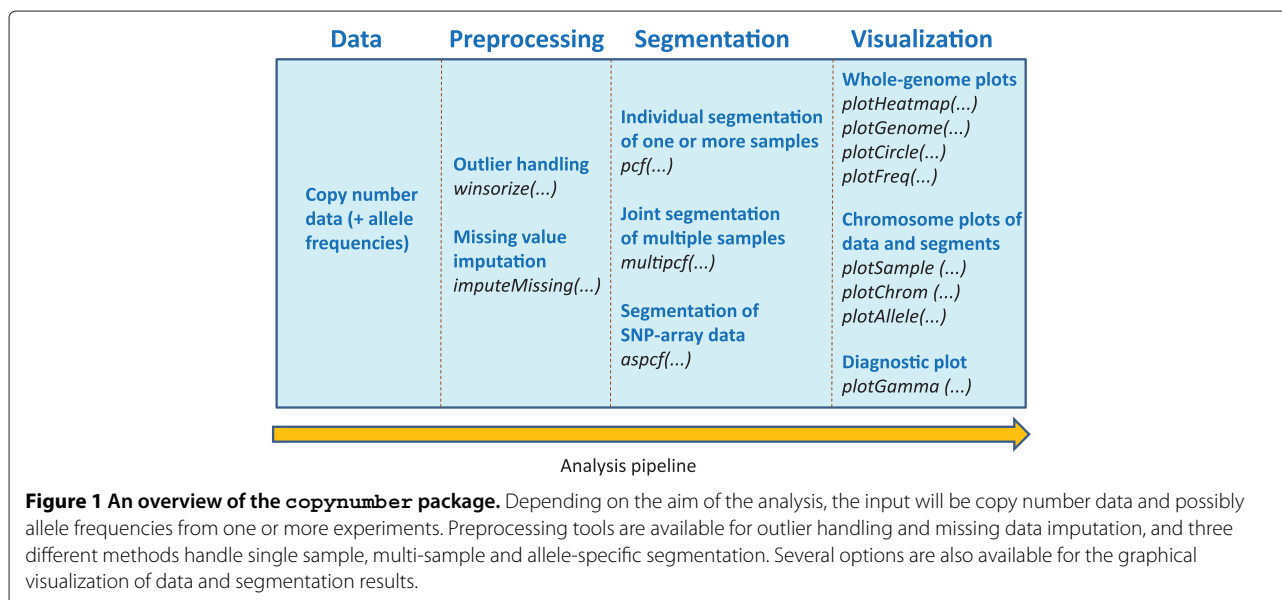 Data Preprocessing Segmentation Visualization
Copy number
data (+ allele
frequencies)
Outlier handling
winsorize(...)
Missing value
imputation
imputeMissing(...)
Individual segmentation
of one or more samples
pcf(...)
Joint segmentation
of multiple samples
multipcf(...)
Segmentation of
SNP-array data
aspcf(...)
Whole-genome plots
plotHeatmap(...)
plotGenome(...)
plotCircle(...)
plotFreq(...)
Chromosome plots of
data and segments
plotSample (...)
plotChrom (...)
plotAllele(...)
Diagnostic plot
plotGamma (...)
Analysis pipeline
Figure 1 An overview of the copynumber package. Depending on the aim of the analysis, the input will be copy number data and possibly
allele frequencies from one or more experiments. Preprocessing tools are available for outlier handling and missing data imputation, and three
different methods handle single sample, multi-sample and allele-specific segmentation. Several options are also available for the graphical
visualization of data and segmentation results.